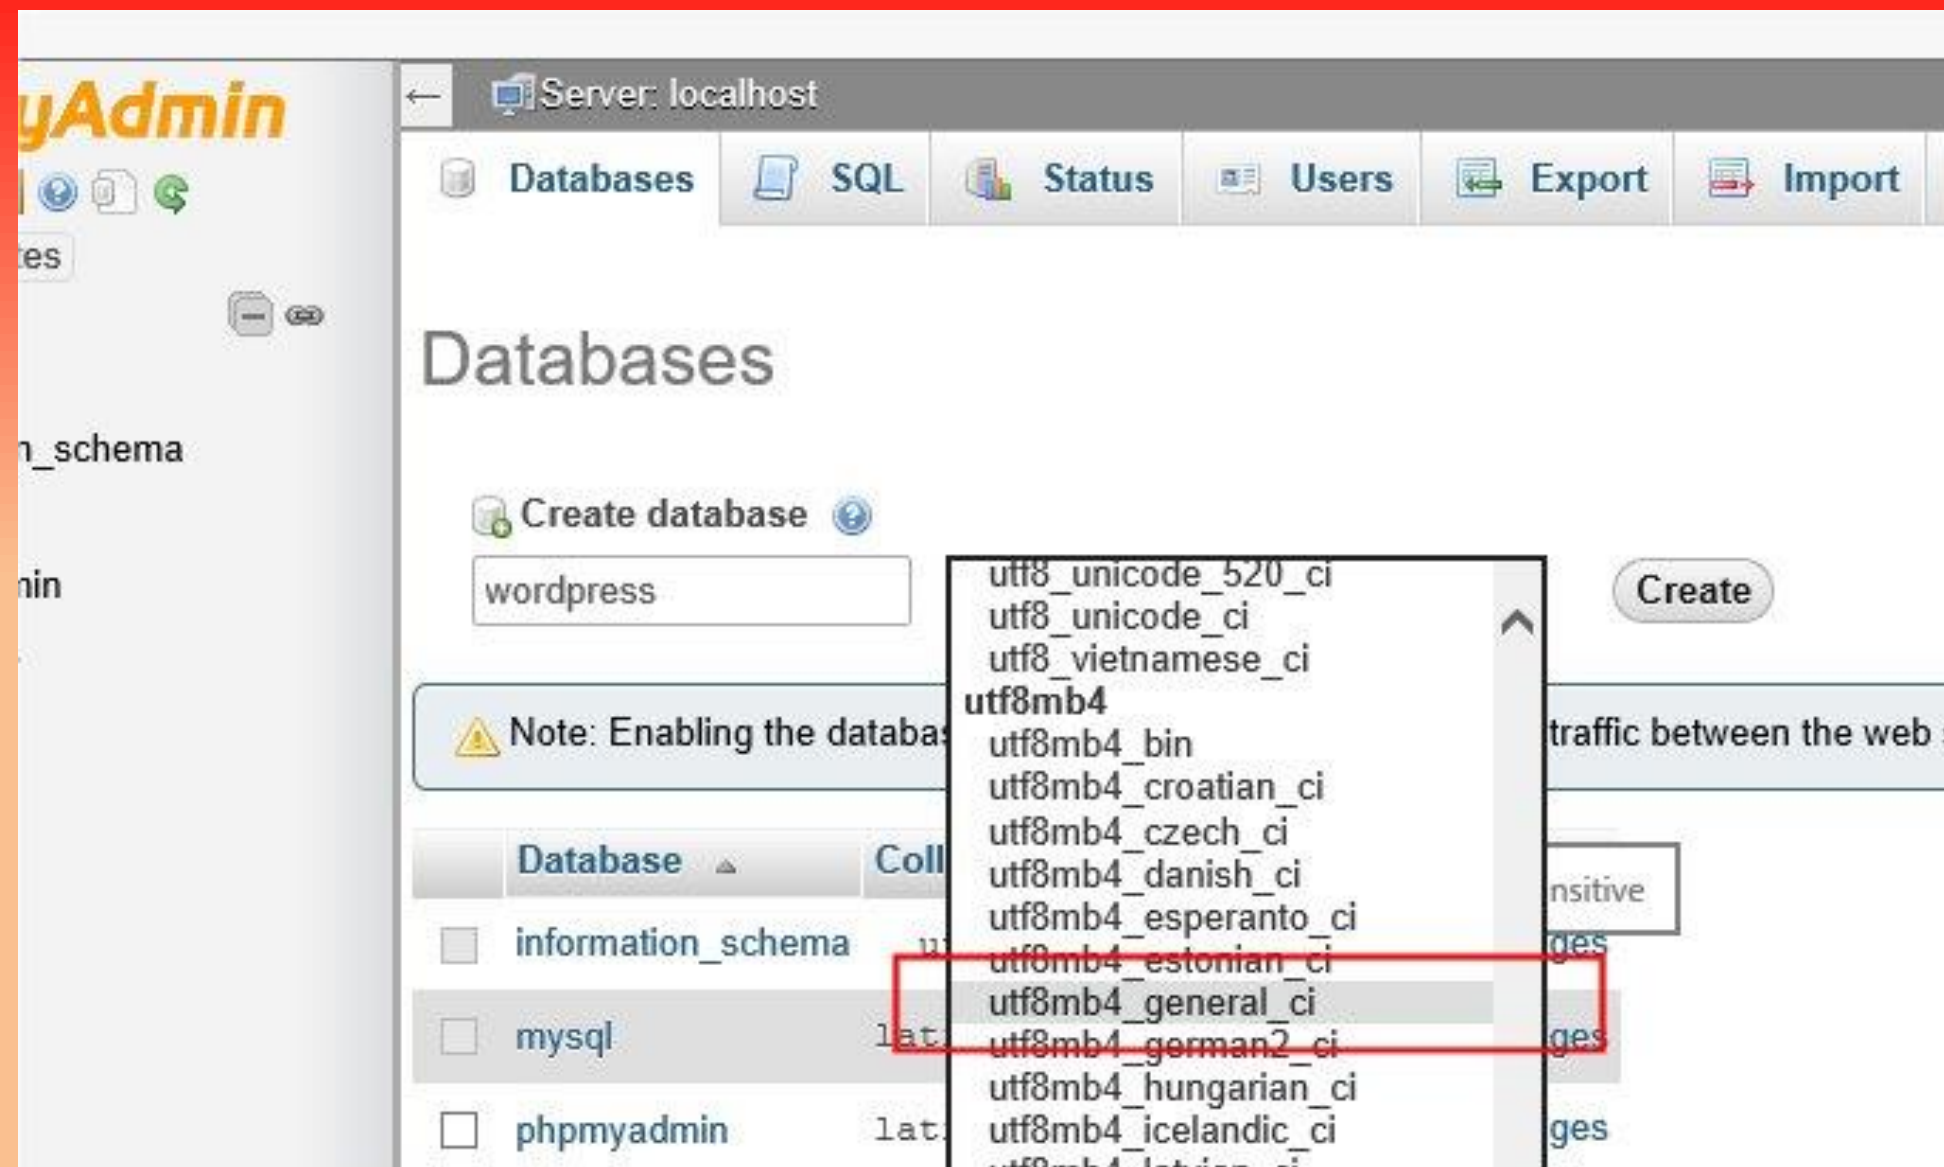 yAdmin
Server: localhost
Databases SQL Status Users Export Import
tes
Databases
n_schema
Create database
wordpress
Create
nin
utf8_unicode_520_ci
utf8_unicode_ci
utf8_vietnamese_ci
utf8mb4
utf8mb4_bin
utf8mb4_croatian_ci
utf8mb4_czech_ci
utf8mb4_danish_ci
utf8mb4_esperanto_ci
utf8mb4_estonian_ci
utf8mb4_general_ci
utf8mb4_german2_ci
utf8mb4_hungarian_ci
utf8mb4_icelandic_ci
utf8mb4_latvian_ci
Note: Enabling the databas traffic between the web s
Database Coll
nsitive
information_schema u ges
mysql lat ges
phpmyadmin lat ges